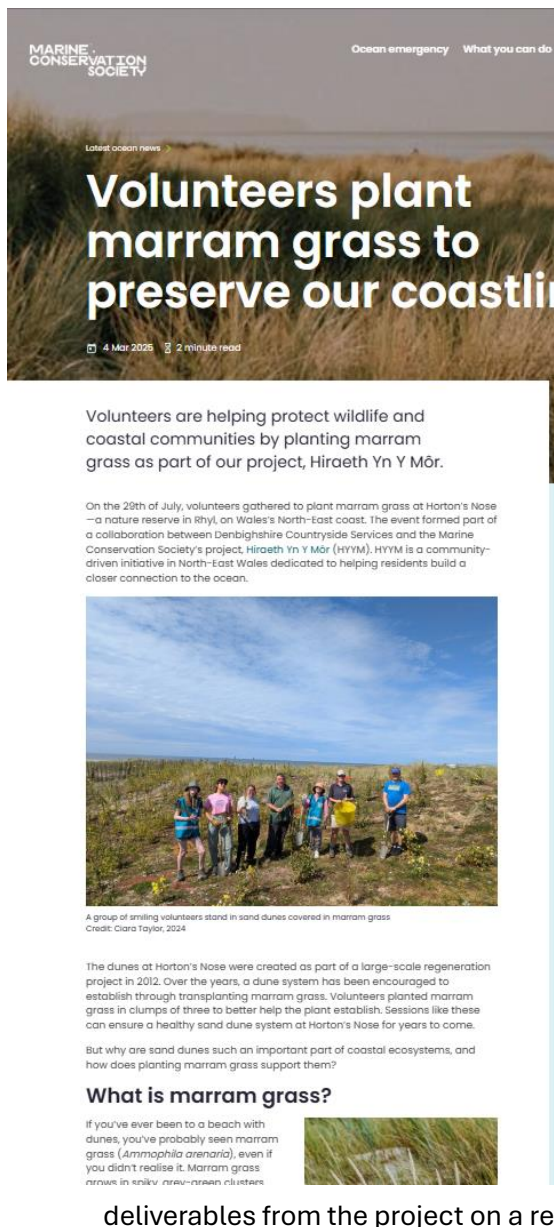 MARINE
CONSERVATION
SOCIETY
Ocean emergency What you can do
Latest ocean news
Volunteers plant
marram grass to
preserve our
4 Mar 2025 2 minute read
Volunteers are helping protect wildlife and
coastal communities by planting marram
grass as part of our project, Hiraeth Yn Y Môr.
On the 29th of July, volunteers gathered to plant marram grass at Horton's Nose
—a nature reserve in Rhyl, on Wales's North-East coast. The event formed part of
a collaboration between Denbighshire Countryside Services and the Marine
Conservation Society's project, Hiraeth Yn Y Môr (HYYM). HYYM is a community-
driven initiative in North-East Wales dedicated to helping residents build a
closer connection to the ocean.
A group of smiling volunteers stand in sand dunes covered in marram grass
Credit: Ciara Taylor, 2024
The dunes at Horton's Nose were created as part of a large-scale regeneration
project in 2012. Over the years, a dune system has been encouraged to
establish through transplanting marram grass. Volunteers planted marram
grass in clumps of three to better help the plant establish. Sessions like these
can ensure a healthy sand dune system at Horton's Nose for years to come.
But why are sand dunes such an important part of coastal ecosystems, and
how does planting marram grass support them?
What is marram grass?
If you've ever been to a beach with
dunes, you've probably seen marram
grass (Ammophila arenaria), even if
you didn't realise it. Marram grass
grows in spiky, grey-green clusters
deliverables from the project on a